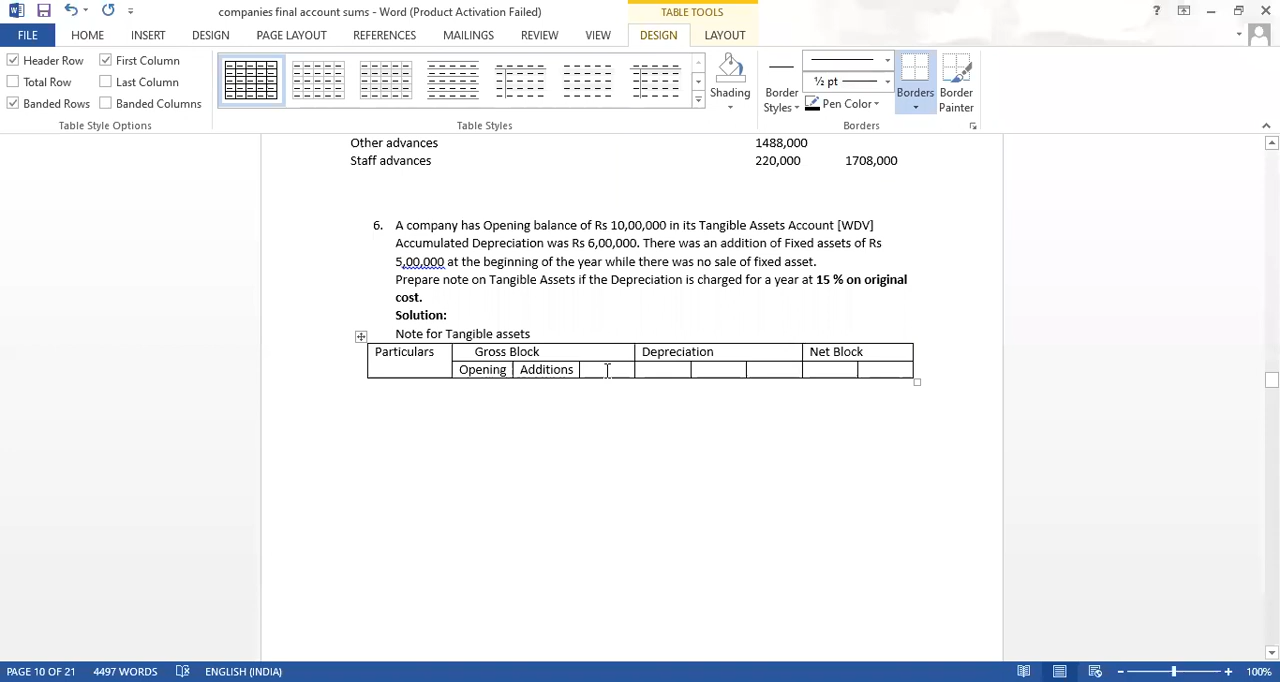 companies final account sums - Word (Product Activation Failed)
TABLE TOOLS
?
FILE HOME INSERT DESIGN PAGE LAYOUT REFERENCES MAILINGS REVIEW VIEW DESIGN LAYOUT
Header Row First Column
Total Row Last Column
Banded Rows Banded Columns
Table Style Options
Table Styles
Shading
Border Styles
½ pt
Pen Color
Borders
Border Painter
Borders
Other advances 1488,000
Staff advances 220,000 1708,000
6. A company has Opening balance of Rs 10,00,000 in its Tangible Assets Account [WDV]
Accumulated Depreciation was Rs 6,00,000. There was an addition of Fixed assets of Rs
5,00,000 at the beginning of the year while there was no sale of fixed asset.
Prepare note on Tangible Assets if the Depreciation is charged for a year at 15 % on original
cost.
Solution:
Note for Tangible assets
Particulars Gross Block Depreciation Net Block
Opening Additions
PAGE 10 OF 21 4497 WORDS ENGLISH (INDIA) 100%